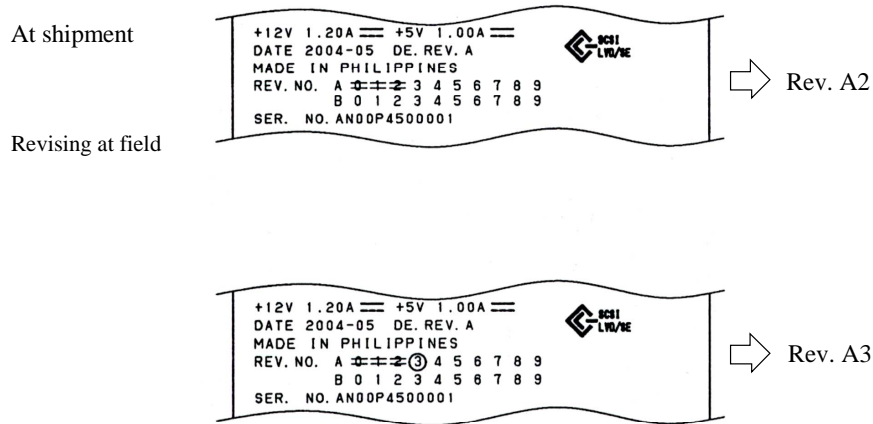 At shipment
+12V 1.20A +5V 1.00A
DATE 2004-05 DE. REV. A
MADE IN PHILIPPINES
REV. NO. A 0 1 2 3 4 5 6 7 8 9
B 0 1 2 3 4 5 6 7 8 9
SER. NO. AN00P4500001
SCSI
LVD/SE
Rev. A2
Revising at field
+12V 1.20A +5V 1.00A
DATE 2004-05 DE. REV. A
MADE IN PHILIPPINES
REV. NO. A 0 1 2 3 4 5 6 7 8 9
B 0 1 2 3 4 5 6 7 8 9
SER. NO. AN00P4500001
SCSI
LVD/SE
Rev. A3